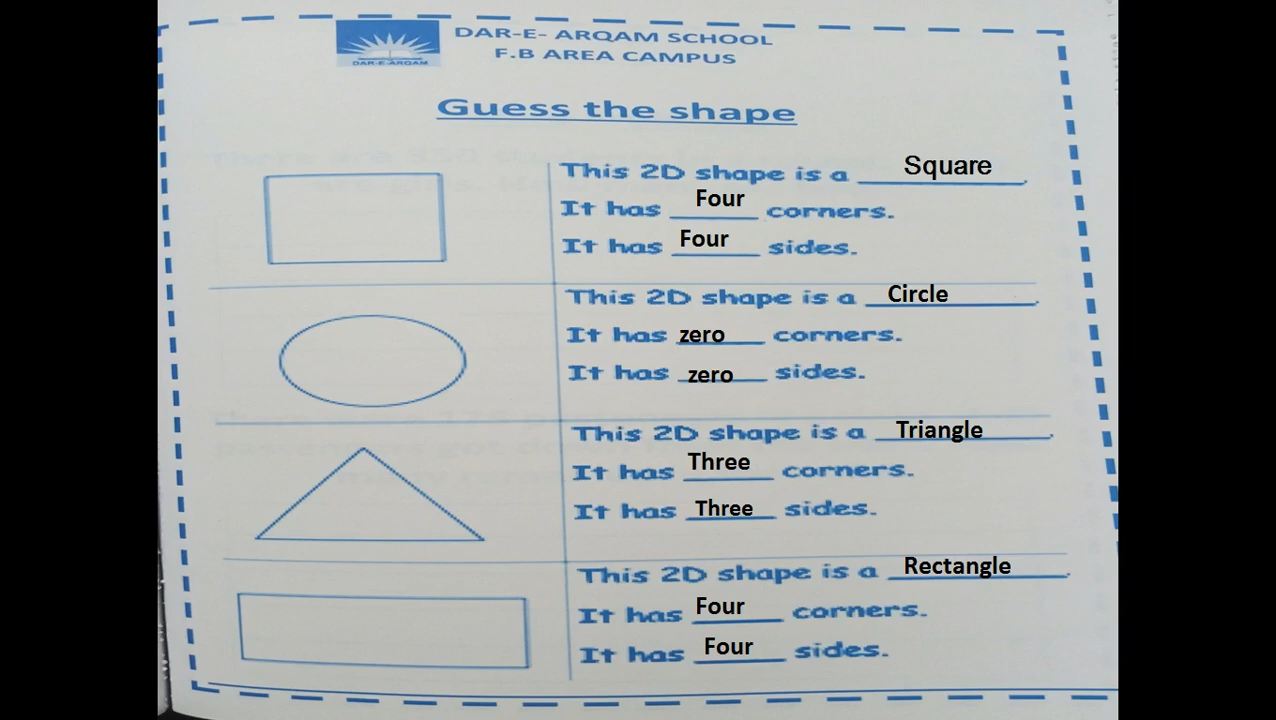 DAR-E- ARQAM SCHOOL
F.B AREA CAMPUS
DAR-E-ARQAM
Guess the shape
This 2D shape is a Square.
It has Four corners.
It has Four sides.
This 2D shape is a Circle.
It has zero corners.
It has zero sides.
This 2D shape is a Triangle.
It has Three corners.
It has Three sides.
This 2D shape is a Rectangle.
It has Four corners.
It has Four sides.